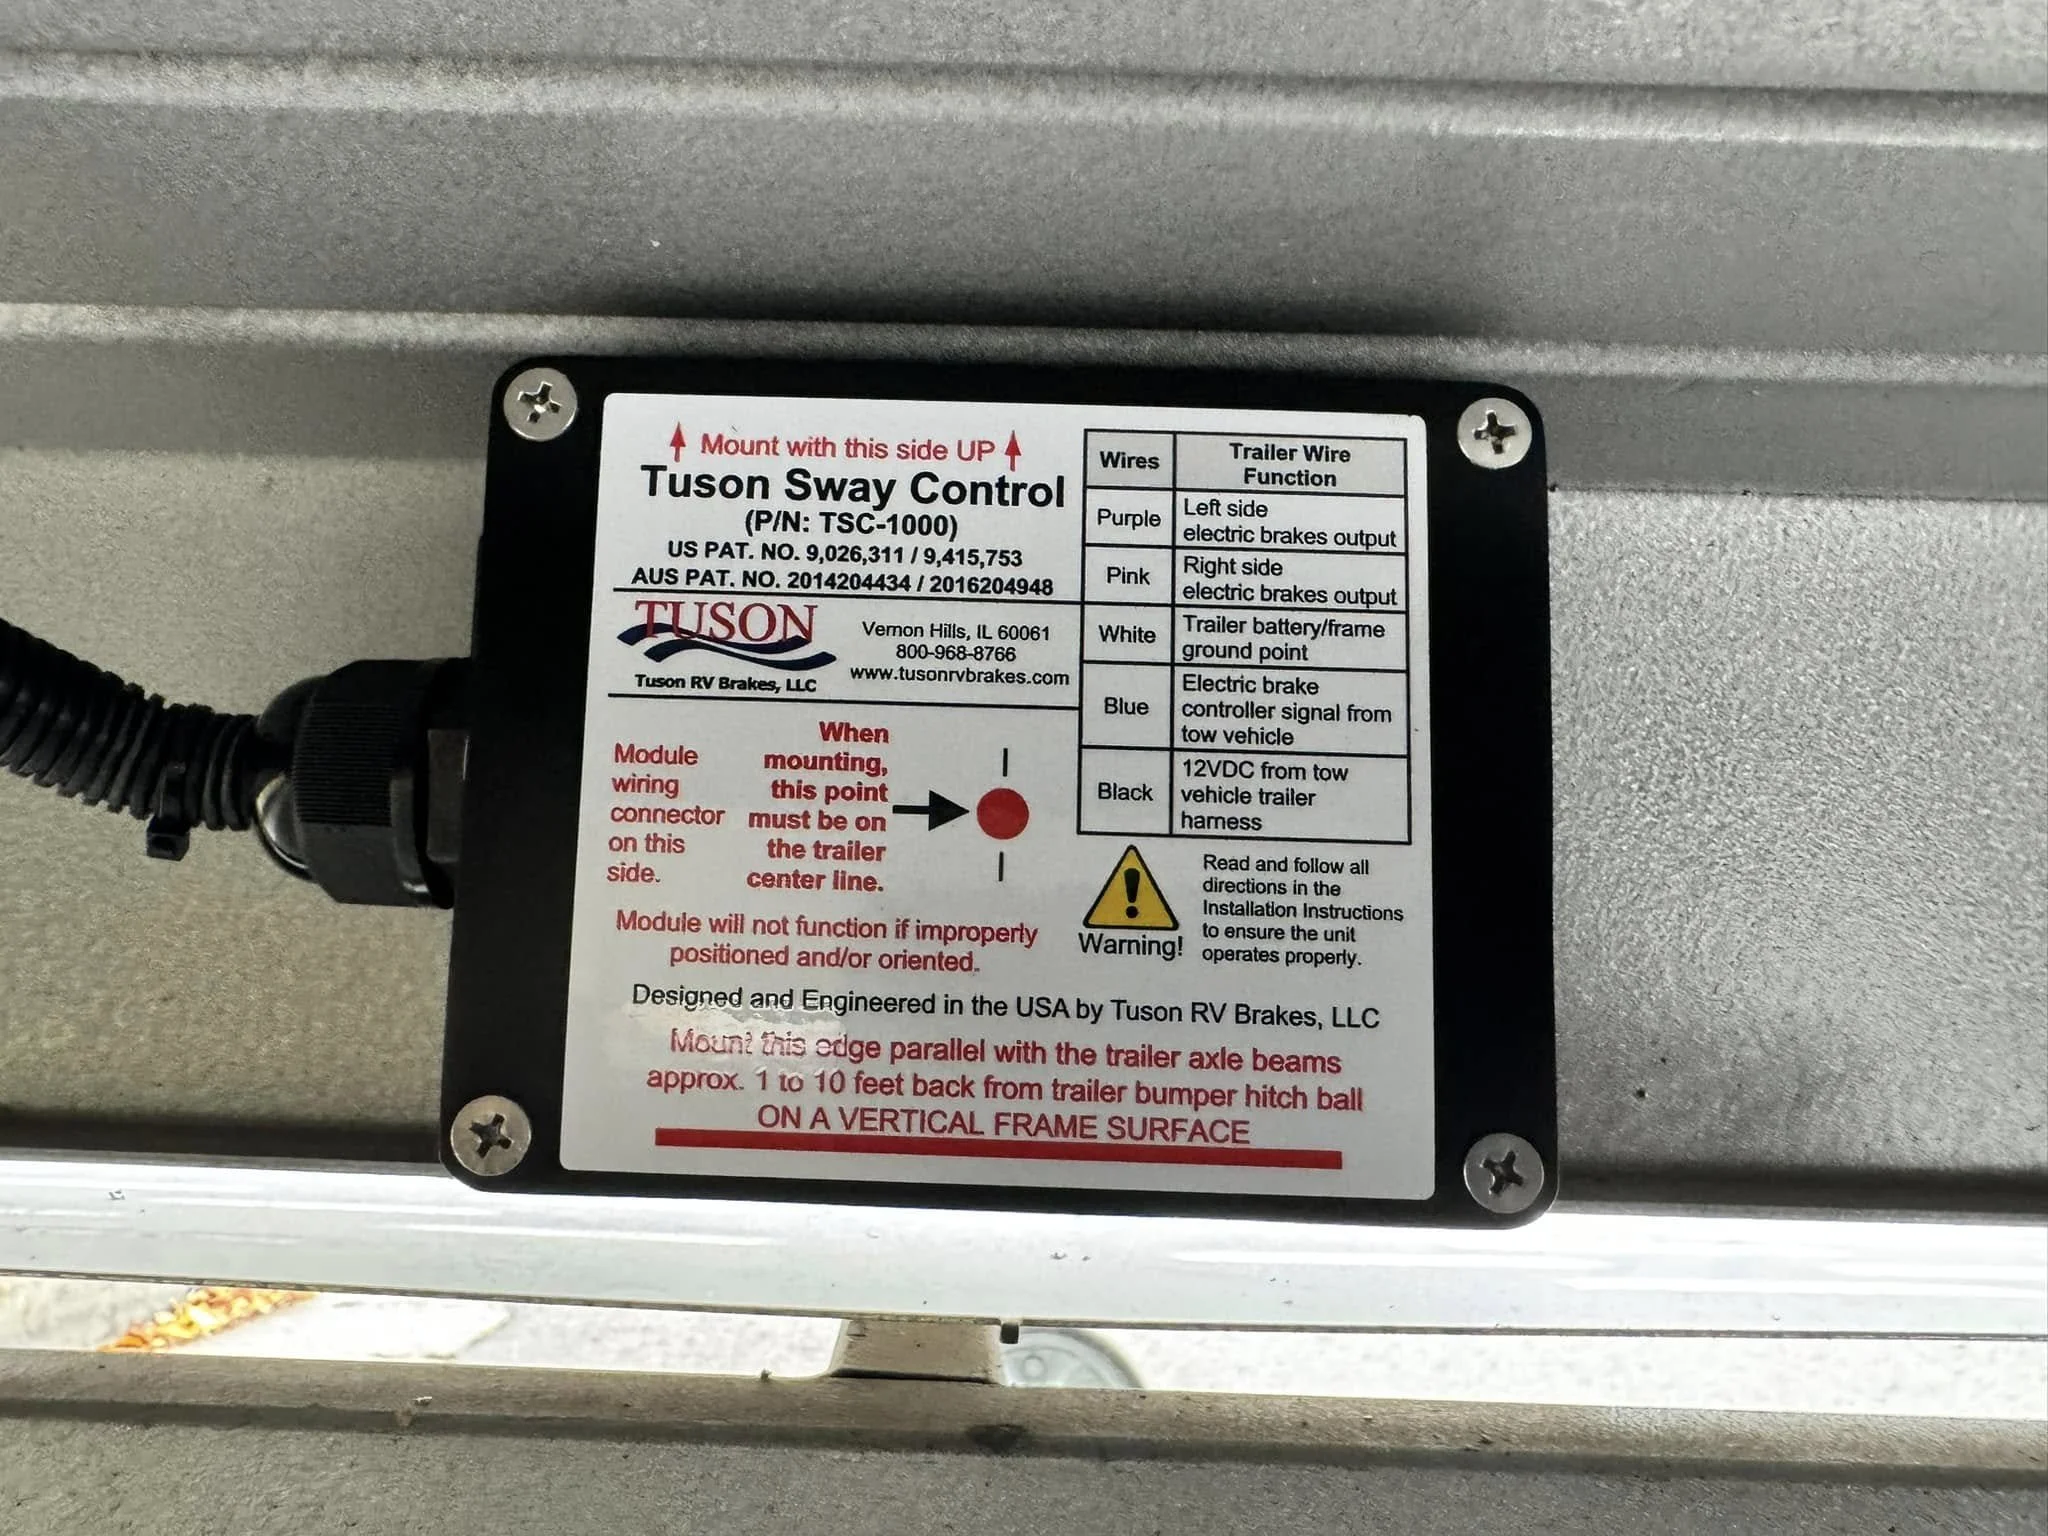 Mount with this side UP
Tuson Sway Control
(P/N: TSC-1000)
US PAT. NO. 9,026,311 / 9,415,753
AUS PAT. NO. 2014204434 / 2016204948
TUSON
Tuson RV Brakes, LLC
Vernon Hills, IL 60061
800-968-8766
www.tusonrvbrakes.com
Module
wiring
connector
on this
side.
When
mounting,
this point
must be on
the trailer
center line.
Module will not function if improperly
positioned and/or oriented.
Wires
Trailer Wire
Function
Purple
Left side
electric brakes output
Pink
Right side
electric brakes output
White
Trailer battery/frame
ground point
Blue
Electric brake
controller signal from
tow vehicle
Black
12VDC from tow
vehicle trailer
harness
!
Warning!
Read and follow all
directions in the
Installation Instructions
to ensure the unit
operates properly.
Designed and Engineered in the USA by Tuson RV Brakes, LLC
Mount this edge parallel with the trailer axle beams
approx. 1 to 10 feet back from trailer bumper hitch ball
ON A VERTICAL FRAME SURFACE